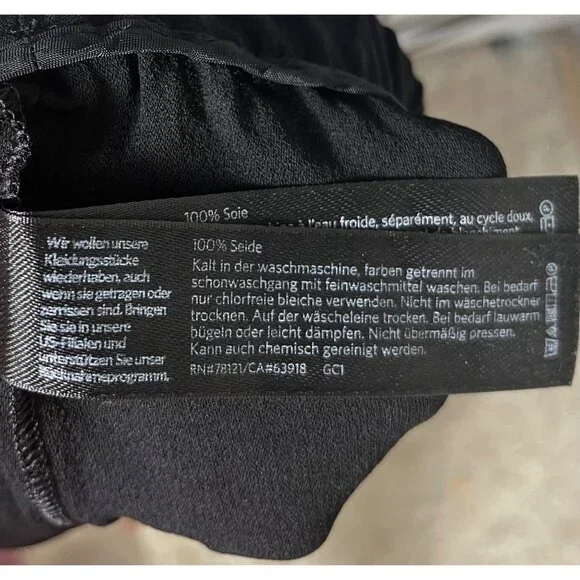 100% Soie
à l'eau froide, séparément, au cycle doux,
Wir wollen unsere
Kleidungsstücke
wiederhaben, auch
wenn sie getragen oder
zerrissen sind. Bringen
Sie sie in unsere
US-Filialen und
unterstützen Sie unser
Rücknahmeprogramm.
100% Seide
Kalt in der waschmaschine, farben getrennt im
schonwaschgang mit feinwaschmittel waschen. Bei bedarf
nur chlorfreie bleiche verwenden. Nicht im wäschetrockner
trocknen. Auf der wäscheleine trocken. Bei bedarf lauwarm
bügeln oder leicht dämpfen. Nicht übermäßig pressen.
Kann auch chemisch gereinigt werden.
RN#78121/CA#63918 GC1